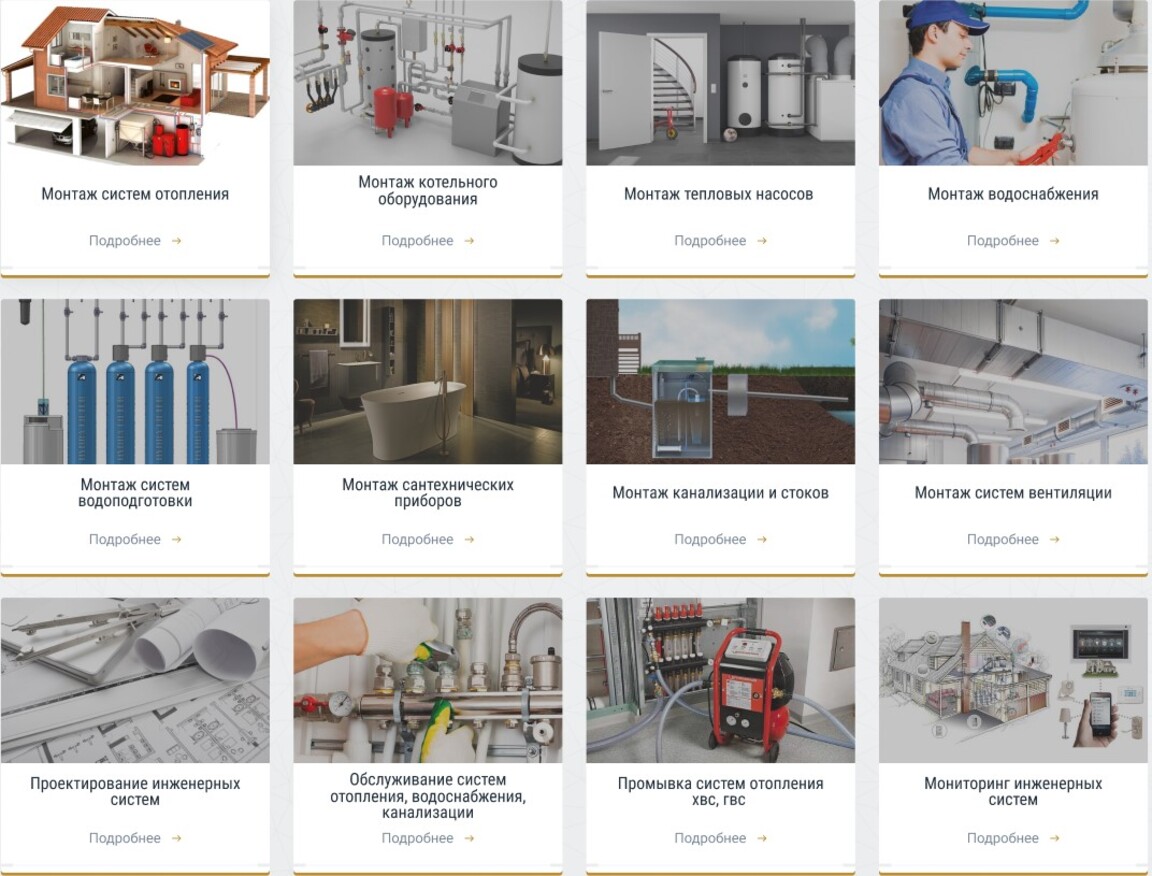 Монтаж систем отопления
Подробнее →
Монтаж котельного
оборудования
Подробнее →
Монтаж тепловых насосов
Подробнее →
Монтаж водоснабжения
Подробнее →
Монтаж систем
водоподготовки
Подробнее →
Монтаж сантехнических
приборов
Подробнее →
Монтаж канализации и стоков
Подробнее →
Монтаж систем вентиляции
Подробнее →
Проектирование инженерных
систем
Подробнее →
Обслуживание систем
отопления, водоснабжения,
канализации
Подробнее →
Промывка систем отопления
хвс, гвс
Подробнее →
Мониторинг инженерных
систем
Подробнее →